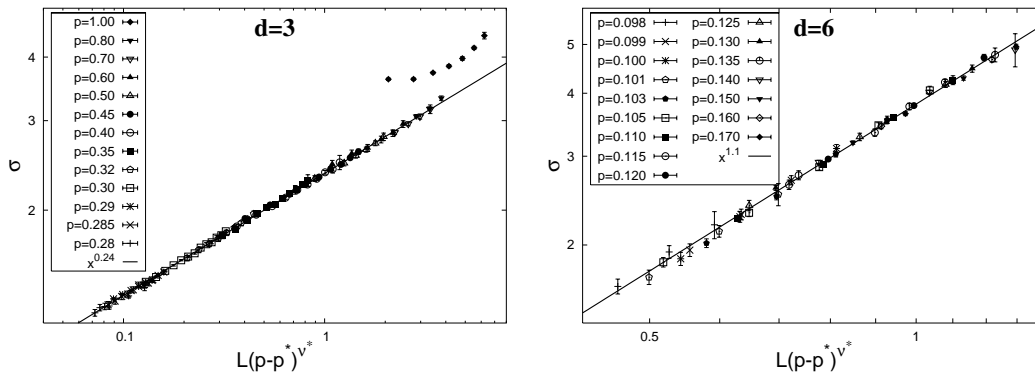 d=3
σ
4
3
2
p=1.00
p=0.80
p=0.70
p=0.60
p=0.50
p=0.45
p=0.40
p=0.35
p=0.32
p=0.30
p=0.29
p=0.285
p=0.28
x^0.24
0.1
1
L(p-p*)^ν*
d=6
σ
5
4
3
2
p=0.098
p=0.099
p=0.100
p=0.101
p=0.103
p=0.105
p=0.110
p=0.115
p=0.120
p=0.125
p=0.130
p=0.135
p=0.140
p=0.150
p=0.160
p=0.170
x^1.1
0.5
1
L(p-p*)^ν*